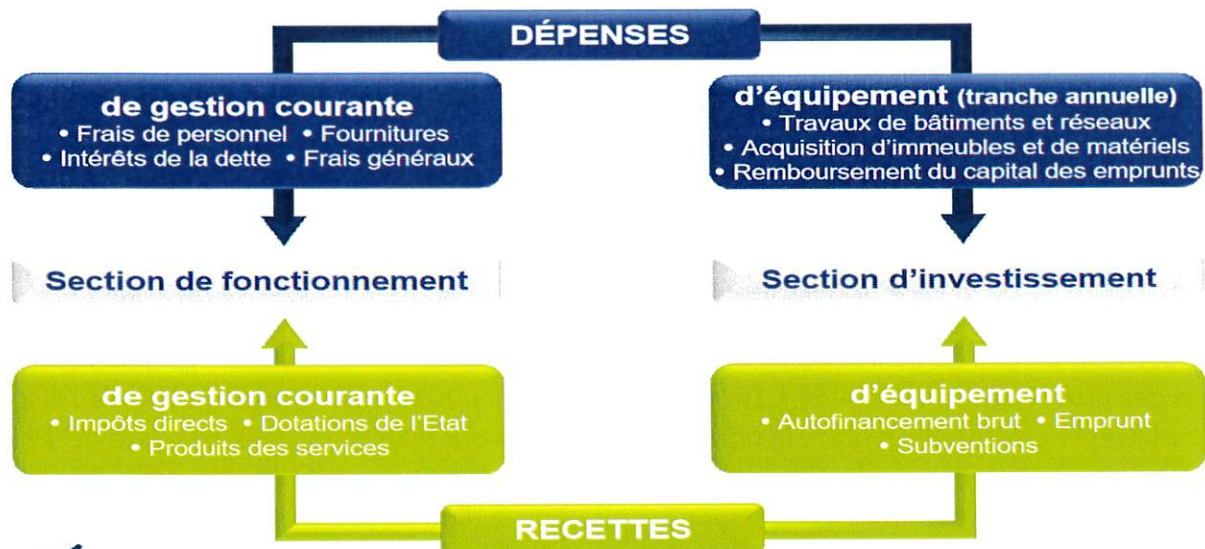 DÉPENSES
de gestion courante
• Frais de personnel • Fournitures
• Intérêts de la dette • Frais généraux
d'équipement (tranche annuelle)
• Travaux de bâtiments et réseaux
• Acquisition d'immeubles et de matériels
• Remboursement du capital des emprunts
Section de fonctionnement
Section d'investissement
de gestion courante
• Impôts directs • Dotations de l'Etat
• Produits des services
d'équipement
• Autofinancement brut • Emprunt
• Subventions
RECETTES